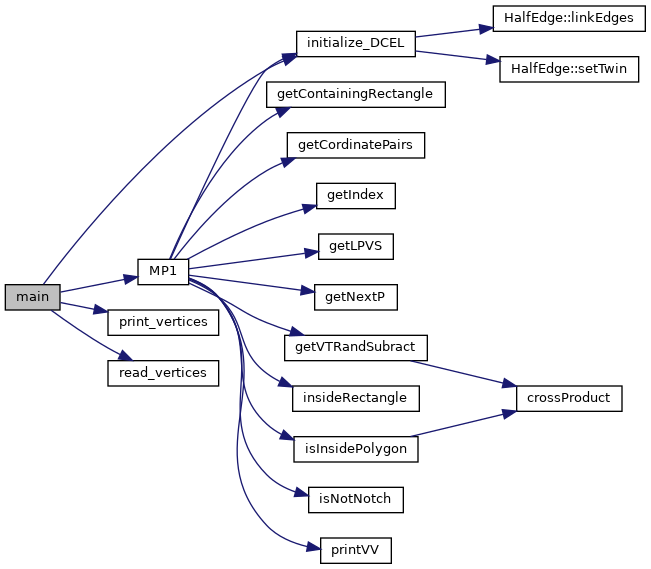 main
MP1
print_vertices
read_vertices
initialize_DCEL
getContainingRectangle
getCordinatePairs
getIndex
getLPVS
getNextP
getVTRandSubract
insideRectangle
isInsidePolygon
isNotNotch
printVV
HalfEdge::linkEdges
HalfEdge::setTwin
crossProduct